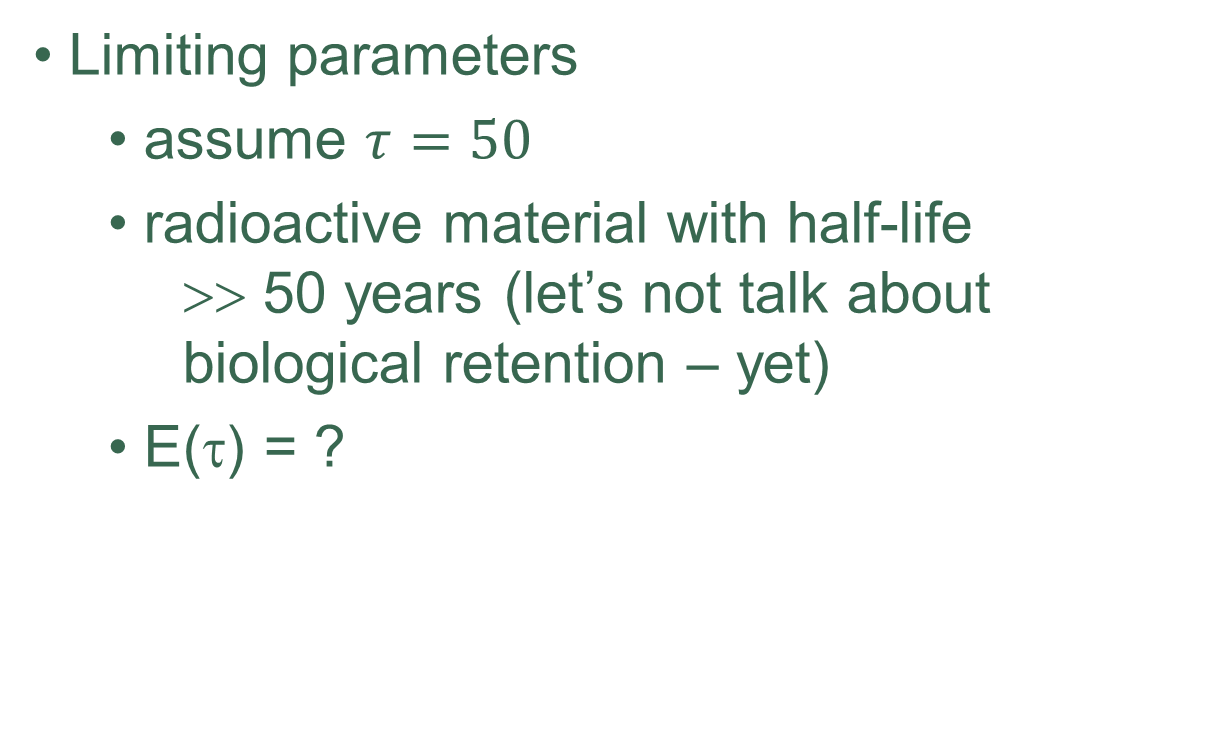 • Limiting parameters
• assume 𝜏 = 50
• radioactive material with half-life
>> 50 years (let’s not talk about
biological retention – yet)
• E(τ) = ?